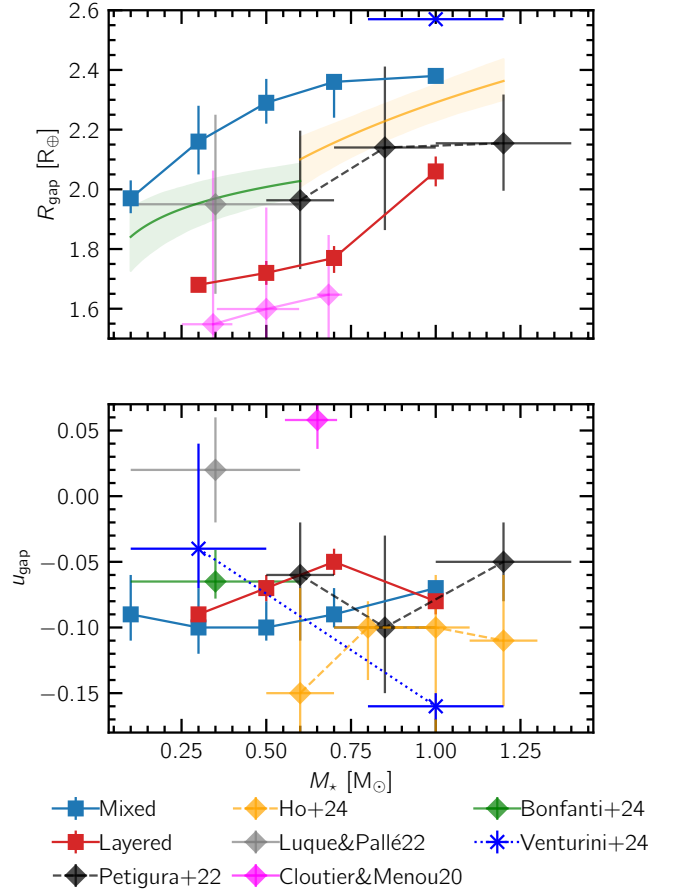 2.6
2.4
2.2
2.0
1.8
1.6
R_gap [R_⊕]
0.05
0.00
−0.05
−0.10
−0.15
u_gap
0.25 0.50 0.75 1.00 1.25
M_⋆ [M_⊙]
Mixed Ho+24 Bonfanti+24
Layered Luque&Pallé22 Venturini+24
Petigura+22 Cloutier&Menou20